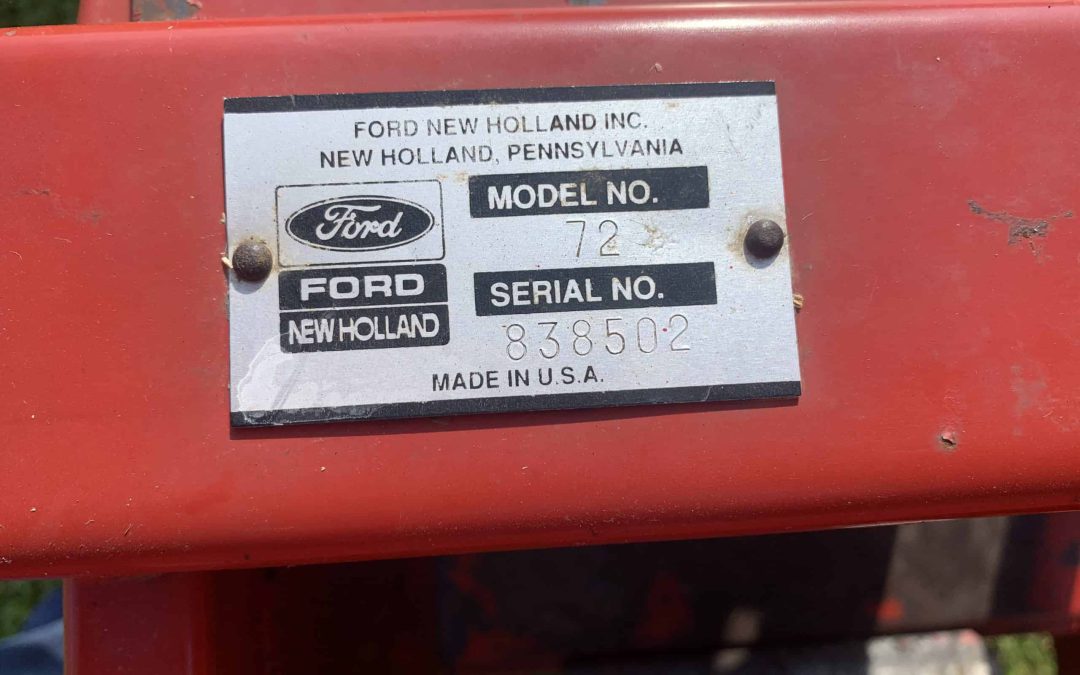 FORD NEW HOLLAND INC.
NEW HOLLAND, PENNSYLVANIA
Ford
FORD
NEW HOLLAND
MODEL NO.
72
SERIAL NO.
838502
MADE IN U.S.A.